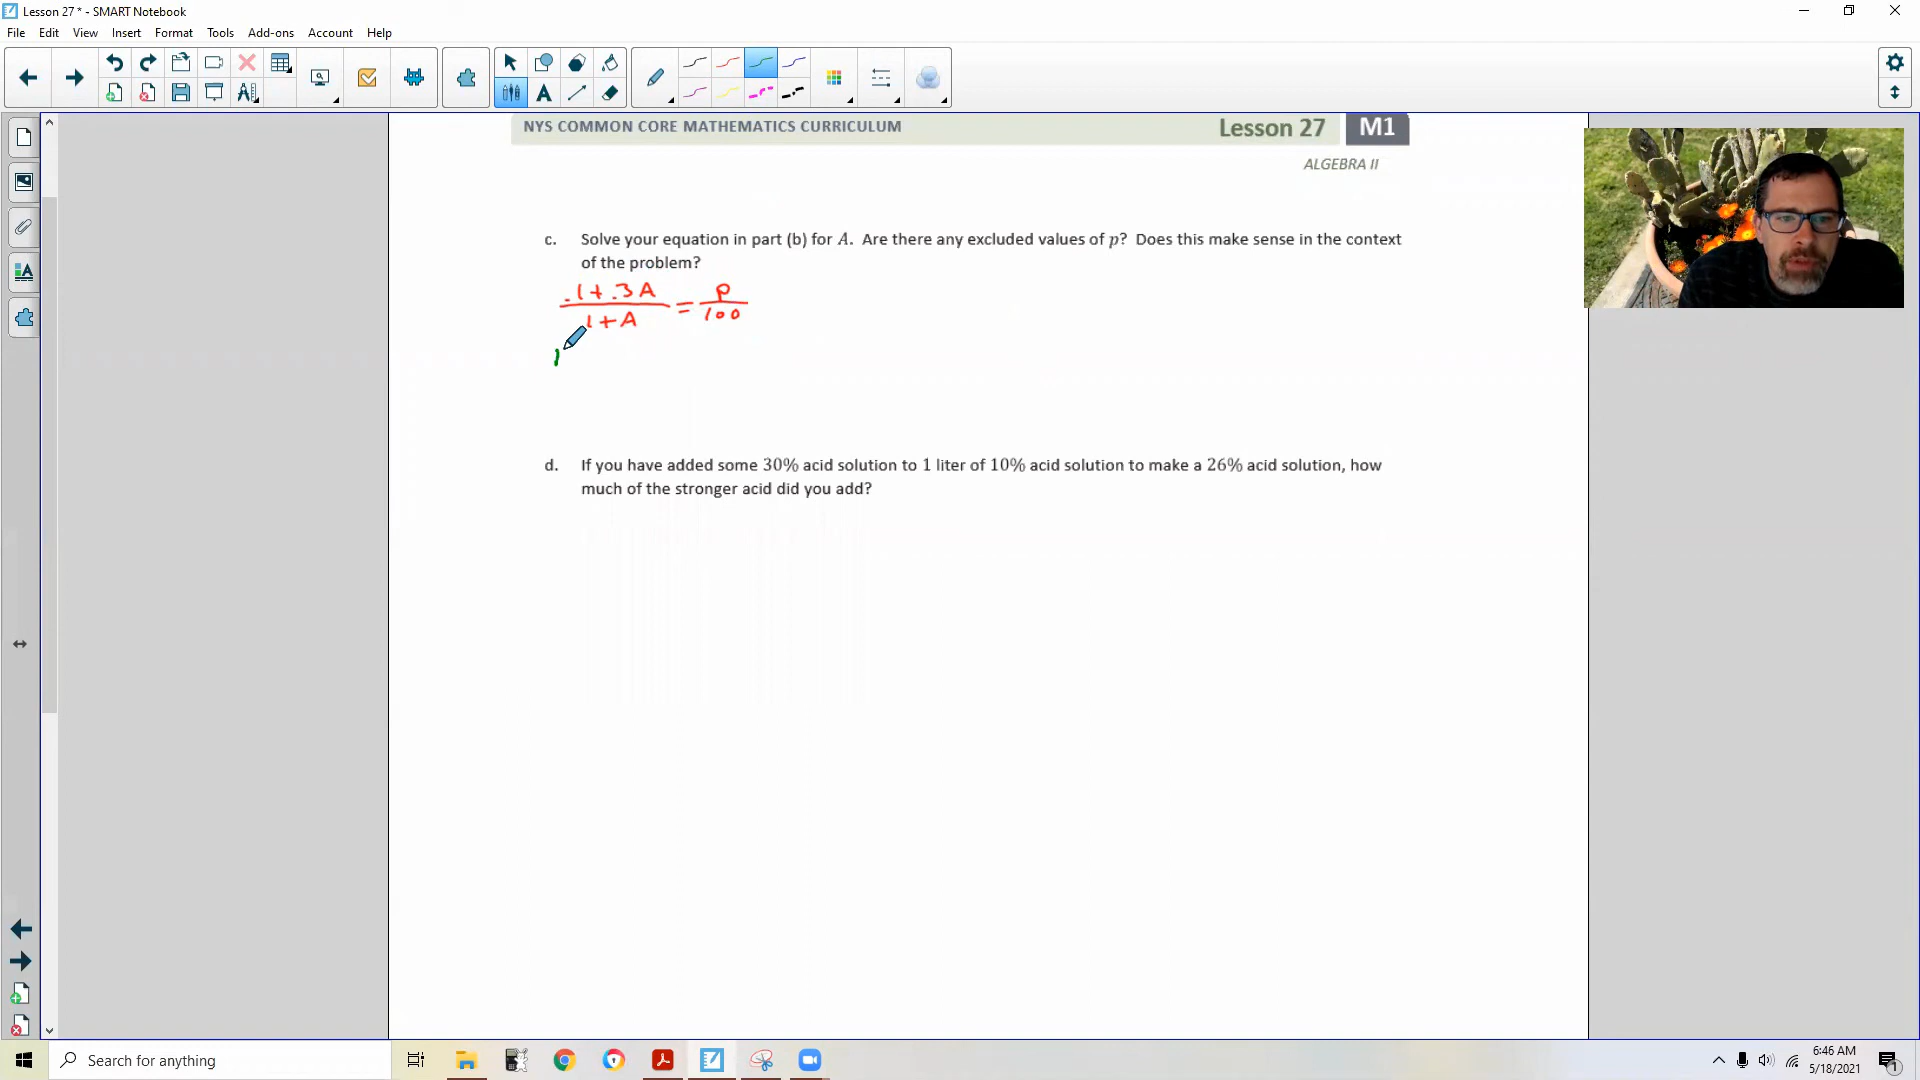 Lesson 27 * - SMART Notebook
File Edit View Insert Format Tools Add-ons Account Help
NYS COMMON CORE MATHEMATICS CURRICULUM Lesson 27 M1
ALGEBRA II
c. Solve your equation in part (b) for A. Are there any excluded values of p? Does this make sense in the context
of the problem?
.1 + .3A / 1 + A = p / 100
d. If you have added some 30% acid solution to 1 liter of 10% acid solution to make a 26% acid solution, how
much of the stronger acid did you add?
Search for anything
6:46 AM
5/18/2021
1